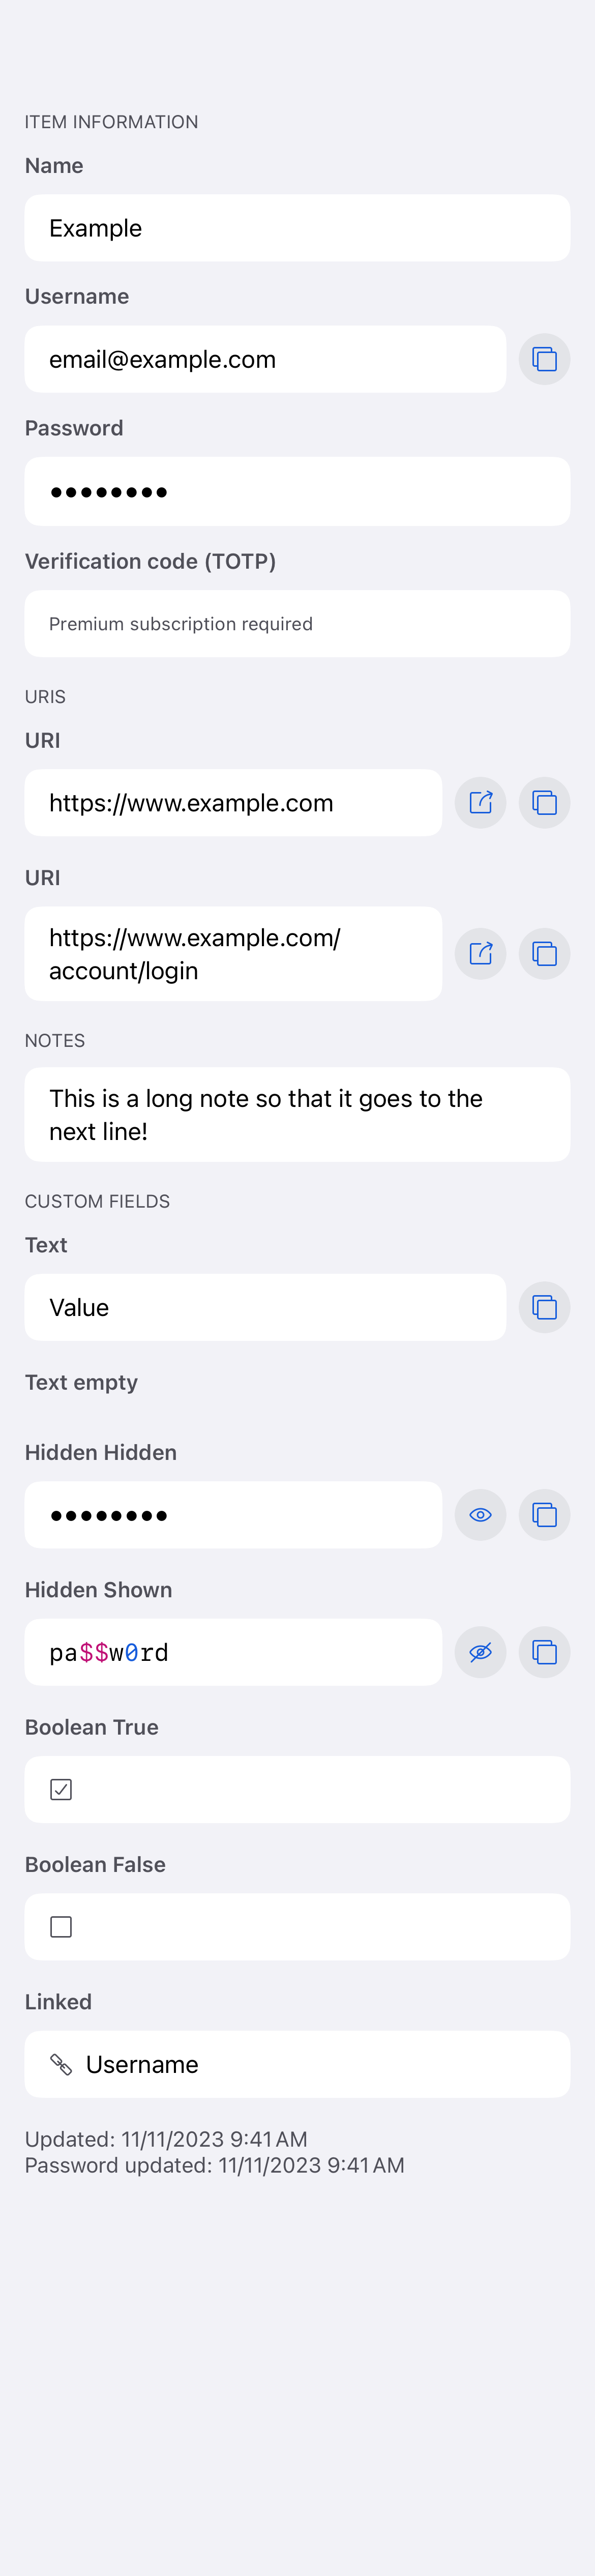 ITEM INFORMATION
Name
Example
Username
email@example.com
Password
••••••••
Verification code (TOTP)
Premium subscription required
URIS
URI
https://www.example.com
URI
https://www.example.com/
account/login
NOTES
This is a long note so that it goes to the
next line!
CUSTOM FIELDS
Text
Value
Text empty
Hidden Hidden
••••••••
Hidden Shown
pa$$w0rd
Boolean True
Boolean False
Linked
Username
Updated: 11/11/2023 9:41 AM
Password updated: 11/11/2023 9:41 AM